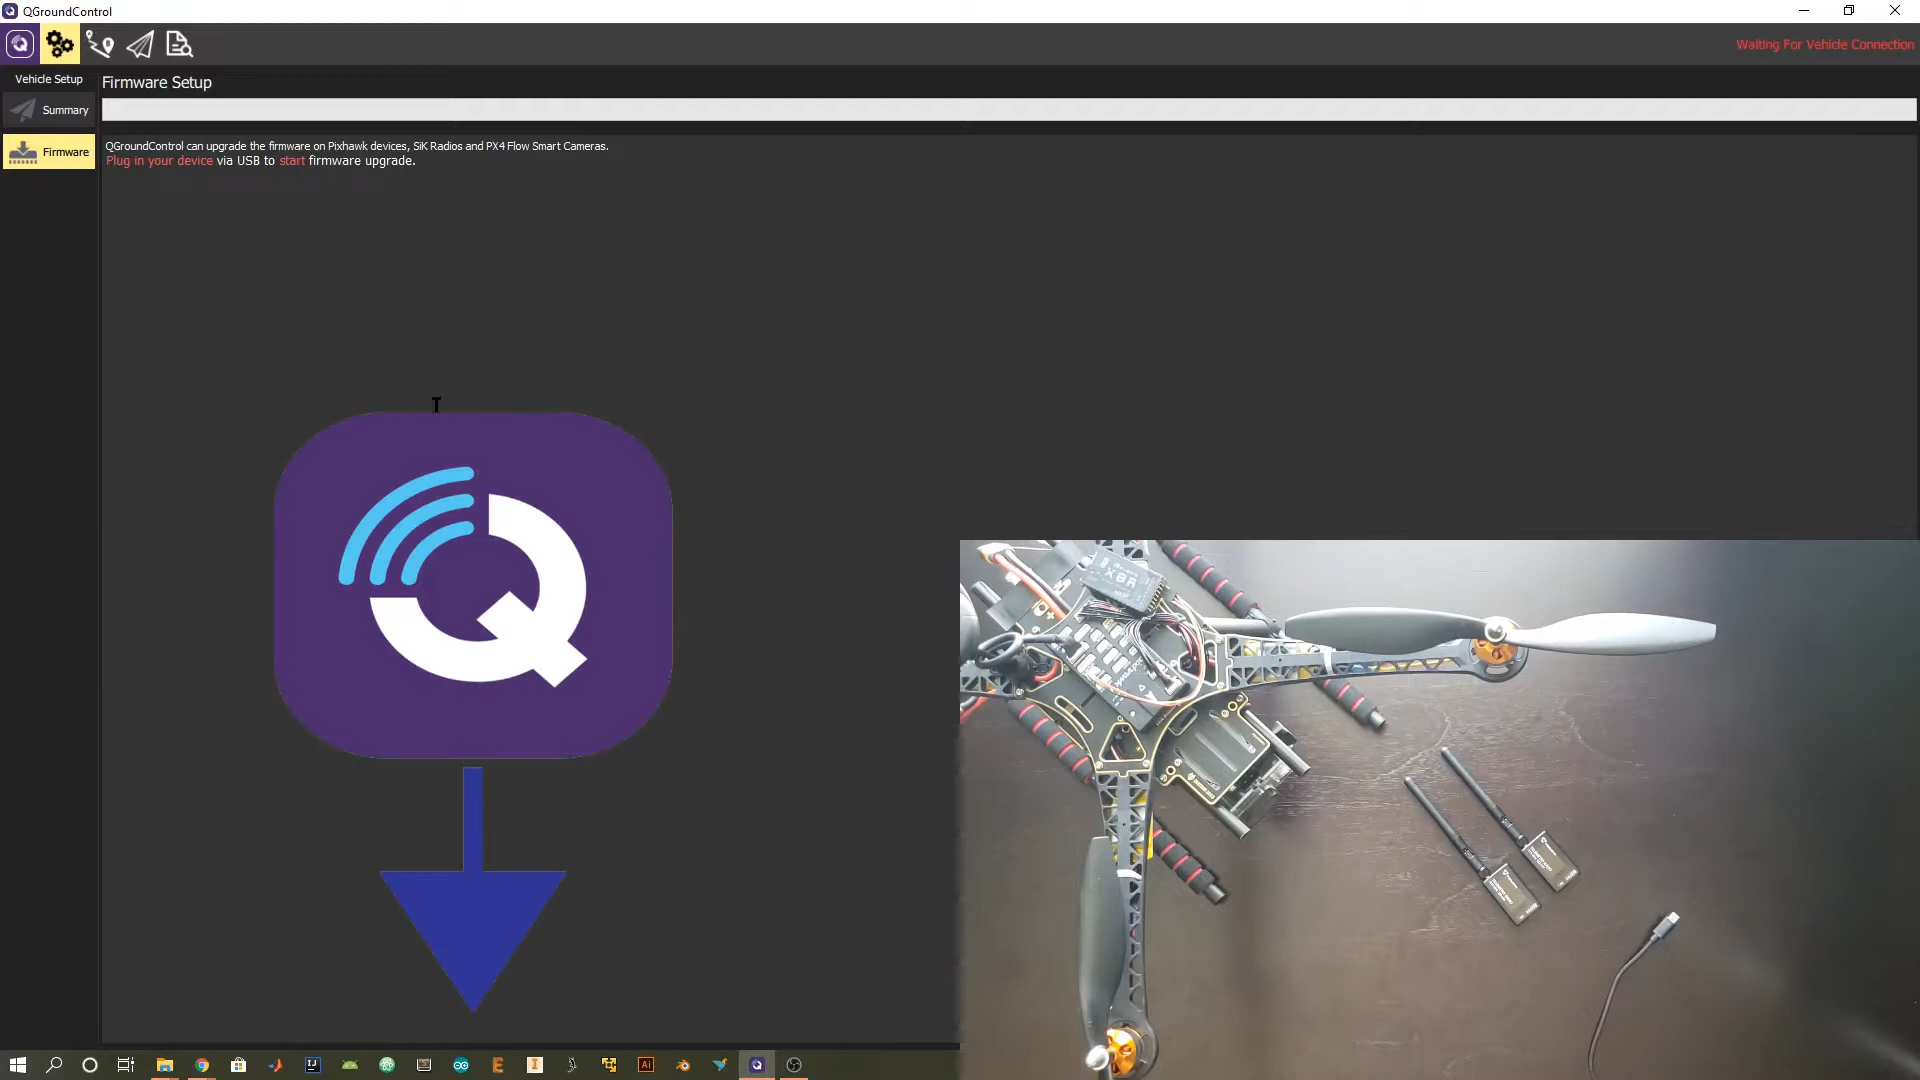 QGroundControl
Waiting For Vehicle Connection
Vehicle Setup
Firmware Setup
Summary
Firmware
QGroundControl can upgrade the firmware on Pixhawk devices, SiK Radios and PX4 Flow Smart Cameras.
Plug in your device via USB to start firmware upgrade.
X8R